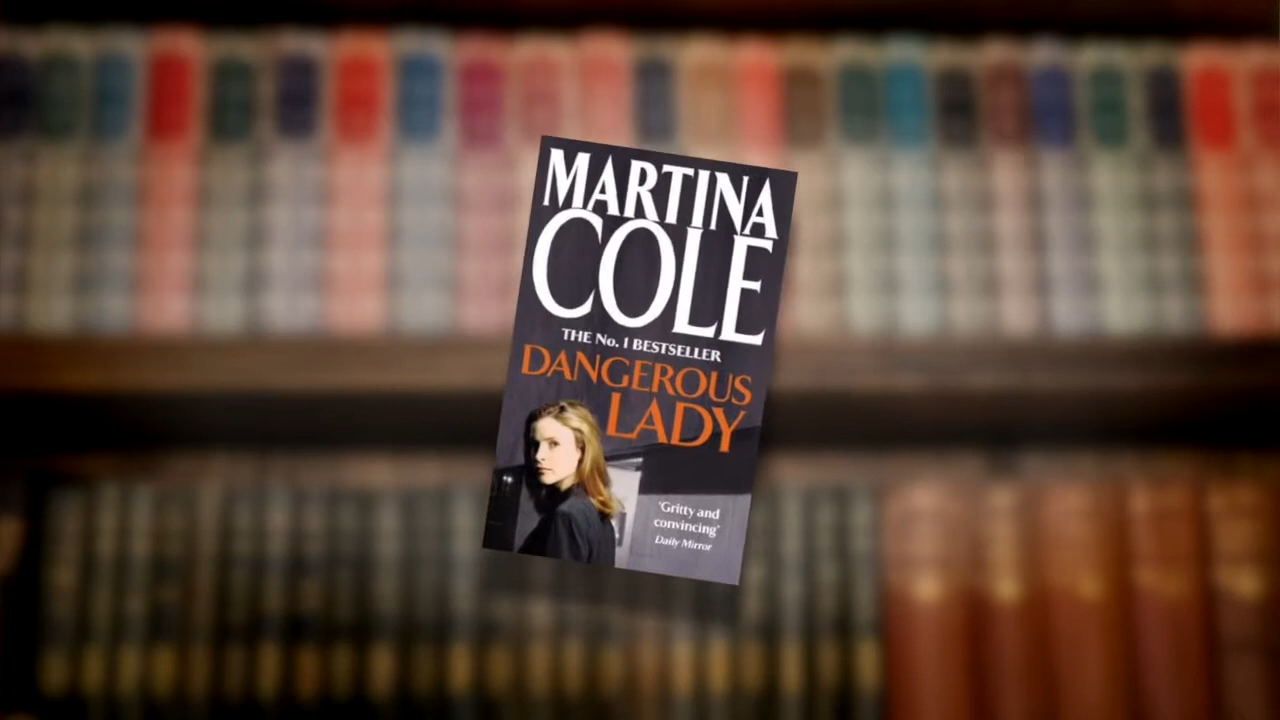 MARTINA
COLE
THE No. 1 BESTSELLER
DANGEROUS
LADY
'Gritty and
convincing'
Daily Mirror